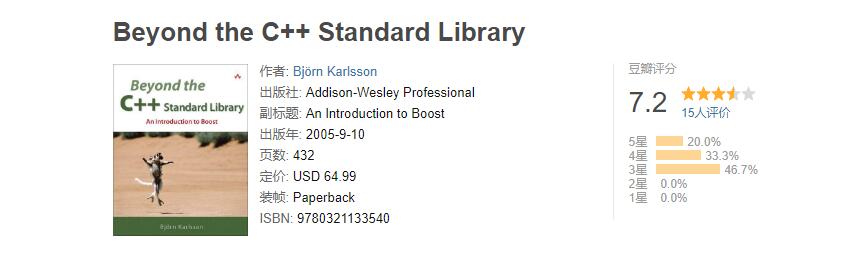 Beyond the C++ Standard Library
Beyond the
C++ Standard Library
An Introduction to Boost
Björn Karlsson
作者: Björn Karlsson
出版社: Addison-Wesley Professional
副标题: An Introduction to Boost
出版年: 2005-9-10
页数: 432
定价: USD 64.99
装帧: Paperback
ISBN: 9780321133540
豆瓣评分
7.2
15人评价
5星 20.0%
4星 33.3%
3星 46.7%
2星 0.0%
1星 0.0%